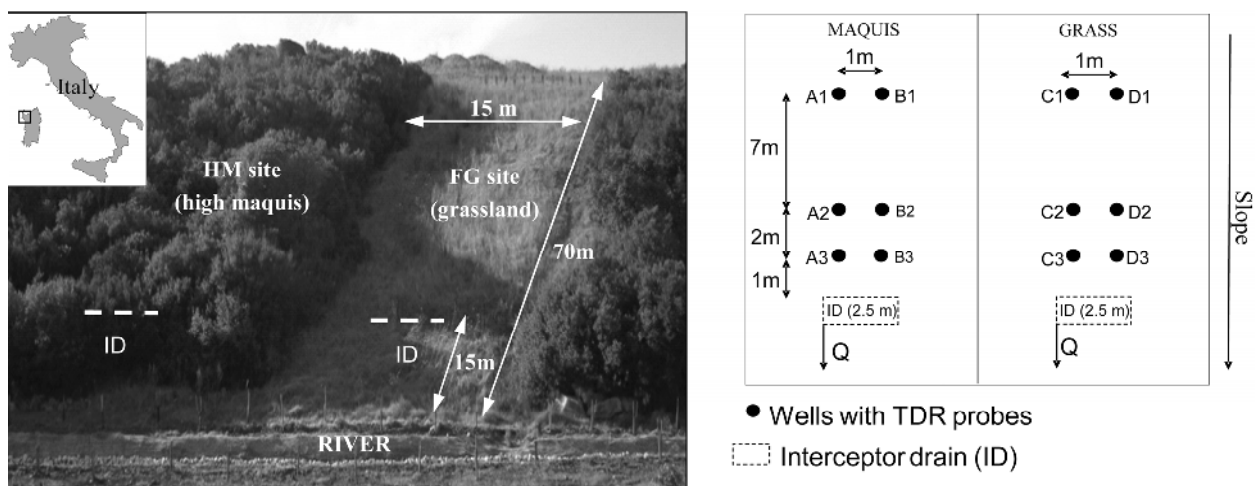 Italy
15 m
HM site
(high maquis)
FG site
(grassland)
70m
ID
ID
15m
RIVER
MAQUIS
GRASS
1m
1m
A1
B1
C1
D1
7m
A2
B2
C2
D2
2m
A3
B3
C3
D3
1m
ID (2.5 m)
ID (2.5 m)
Q
Q
Slope
Wells with TDR probes
Interceptor drain (ID)